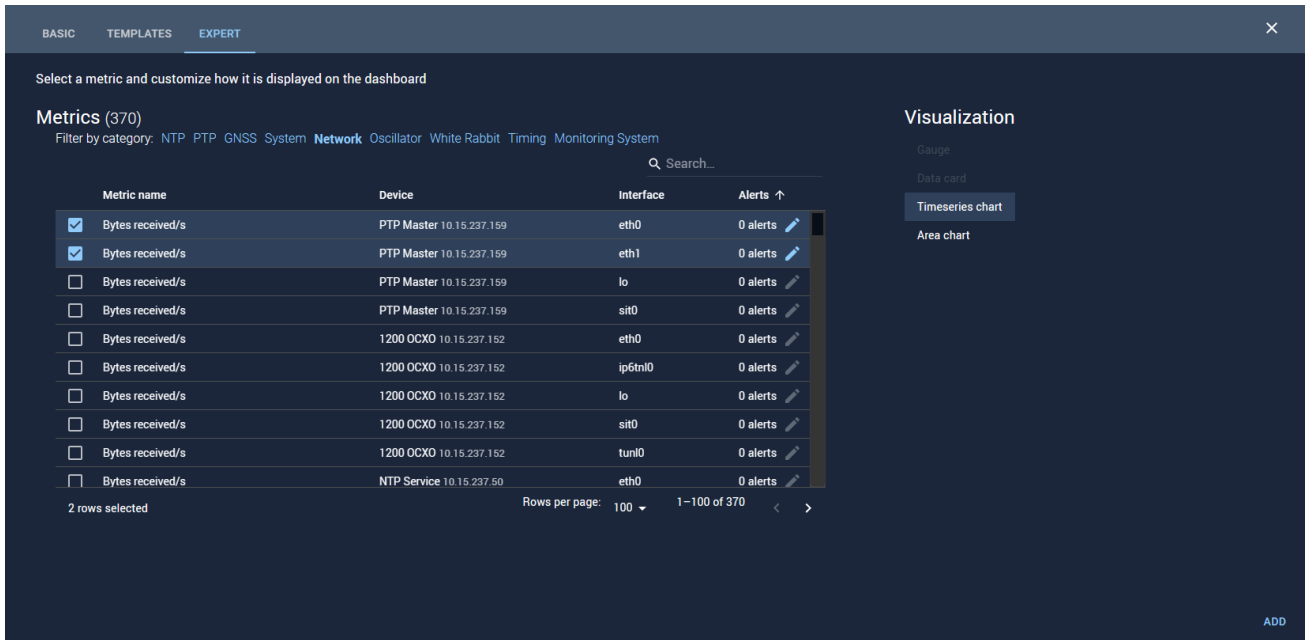 BASIC TEMPLATES EXPERT
Select a metric and customize how it is displayed on the dashboard
Metrics (370)
Filter by category: NTP PTP GNSS System Network Oscillator White Rabbit Timing Monitoring System
Search...
Metric name Device Interface Alerts
Bytes received/s PTP Master 10.15.237.159 eth0 0 alerts
Bytes received/s PTP Master 10.15.237.159 eth1 0 alerts
Bytes received/s PTP Master 10.15.237.159 lo 0 alerts
Bytes received/s PTP Master 10.15.237.159 sit0 0 alerts
Bytes received/s 1200 OCXO 10.15.237.152 eth0 0 alerts
Bytes received/s 1200 OCXO 10.15.237.152 ip6tnl0 0 alerts
Bytes received/s 1200 OCXO 10.15.237.152 lo 0 alerts
Bytes received/s 1200 OCXO 10.15.237.152 sit0 0 alerts
Bytes received/s 1200 OCXO 10.15.237.152 tunl0 0 alerts
Bytes received/s NTP Service 10.15.237.50 eth0 0 alerts
2 rows selected
Rows per page: 100 1–100 of 370
Visualization
Gauge
Data card
Timeseries chart
Area chart
ADD